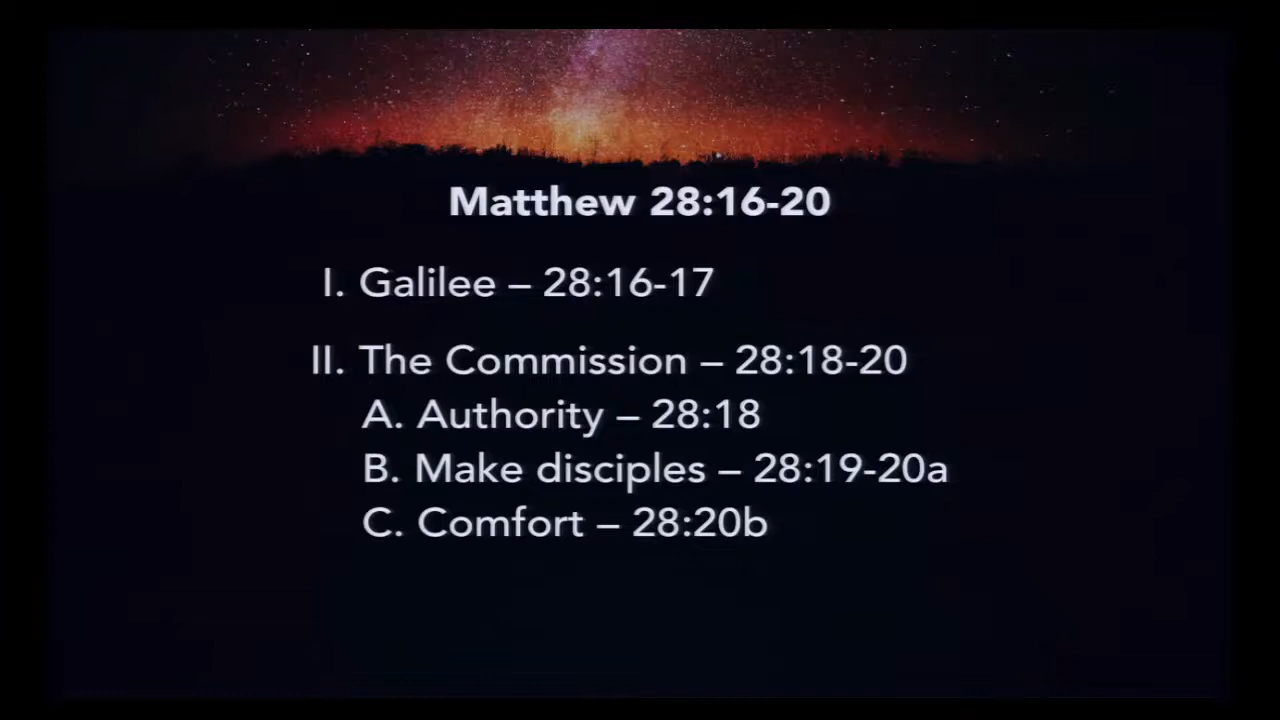 Matthew 28:16-20
I. Galilee – 28:16-17
II. The Commission – 28:18-20
A. Authority – 28:18
B. Make disciples – 28:19-20a
C. Comfort – 28:20b